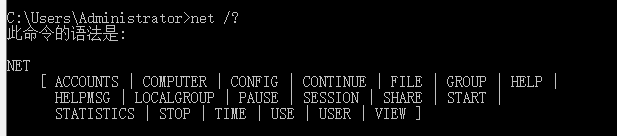 C:\Users\Administrator>net /?
此命令的语法是:
NET
[ ACCOUNTS | COMPUTER | CONFIG | CONTINUE | FILE | GROUP | HELP |
HELPMSG | LOCALGROUP | PAUSE | SESSION | SHARE | START |
STATISTICS | STOP | TIME | USE | USER | VIEW ]